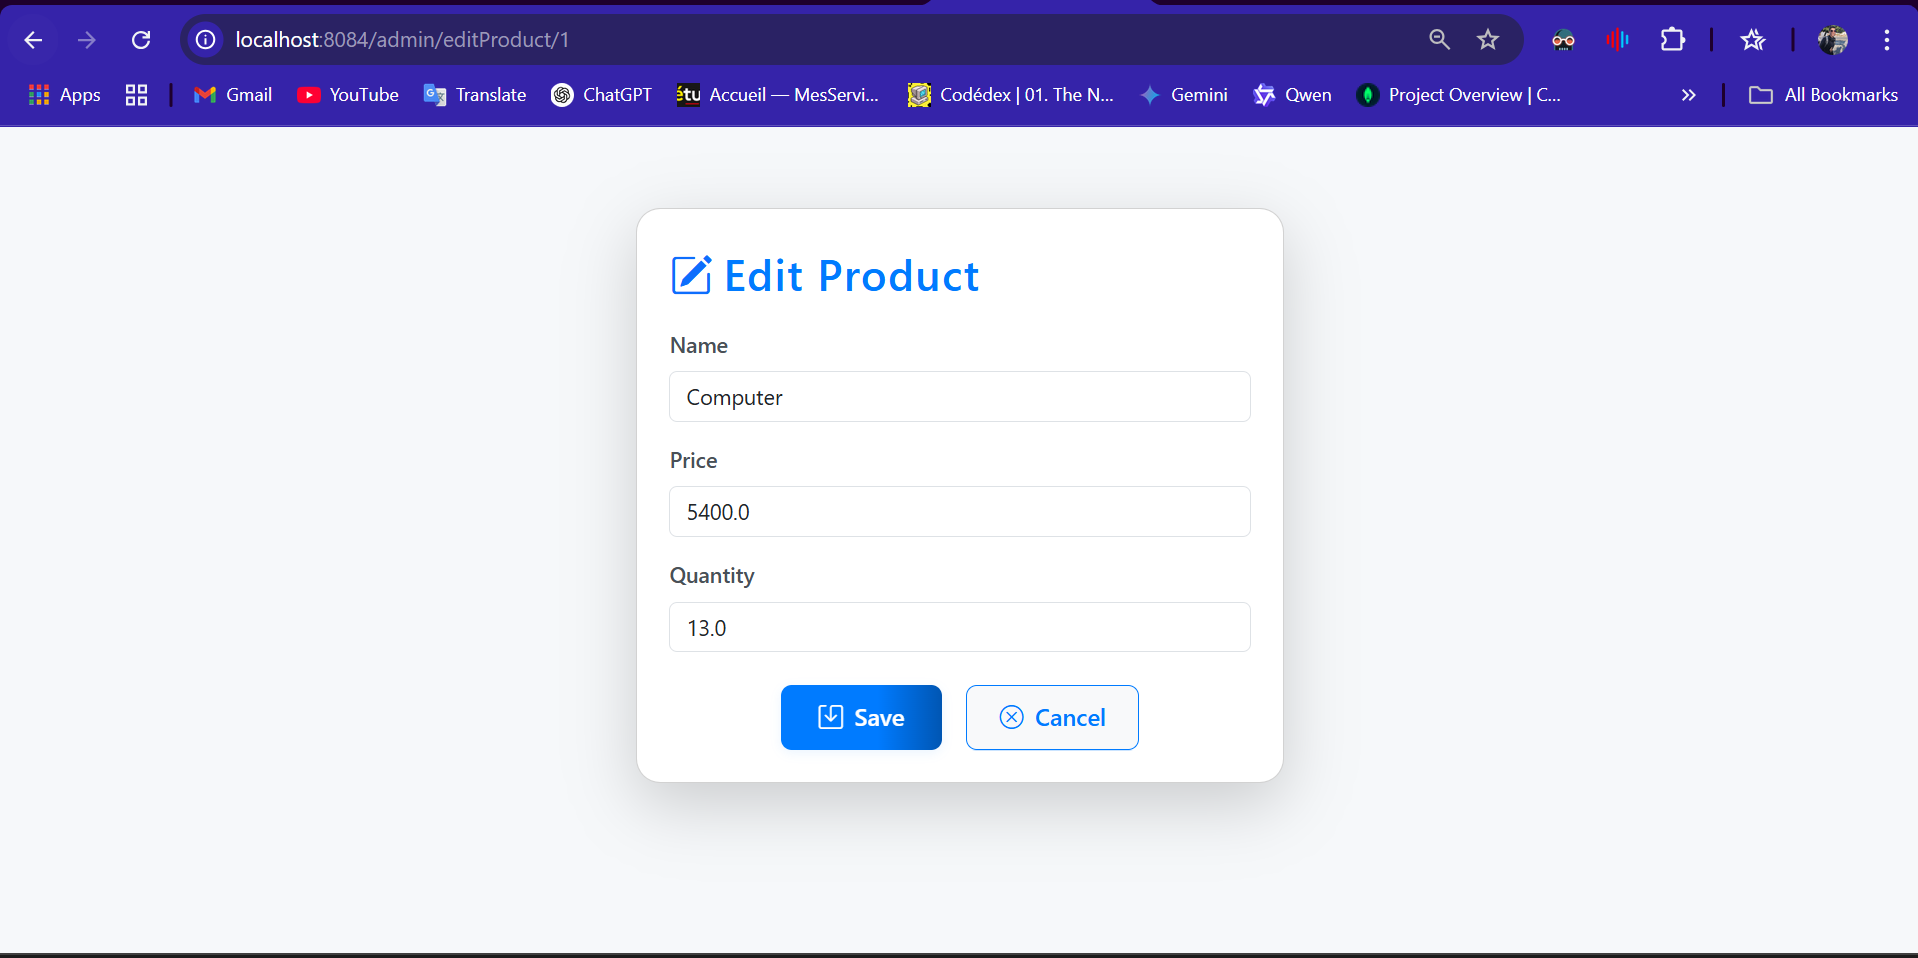 localhost:8084/admin/editProduct/1
Apps Gmail YouTube Translate ChatGPT étu Accueil — MesServi... Codédex | 01. The N... Gemini Qwen Project Overview | C... » All Bookmarks
Edit Product
Name
Computer
Price
5400.0
Quantity
13.0
Save Cancel